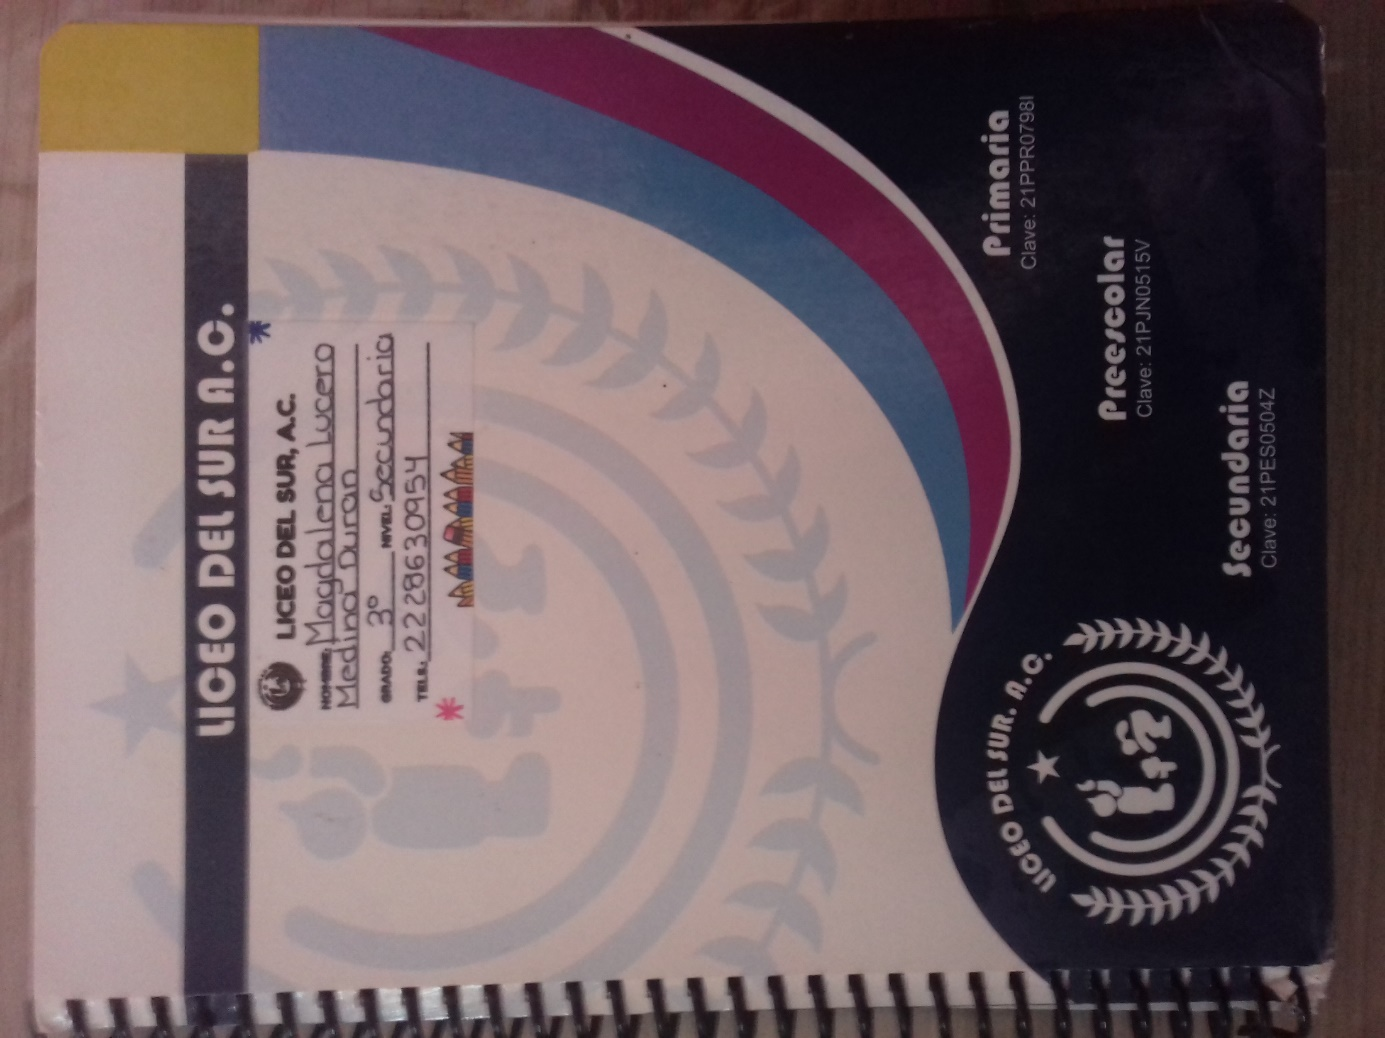 LICEO DEL SUR A.C.
LICEO DEL SUR, A.C.
NOMBRE: Magdalena Lucero
Medina Duran
GRADO: 3° NIVEL: Secundaria
TELS.: 2228630954
Primaria
Clave: 21PPR0798I
Preescolar
Clave: 21PJN0515V
Secundaria
Clave: 21PES0504Z
LICEO DEL SUR. A.C.